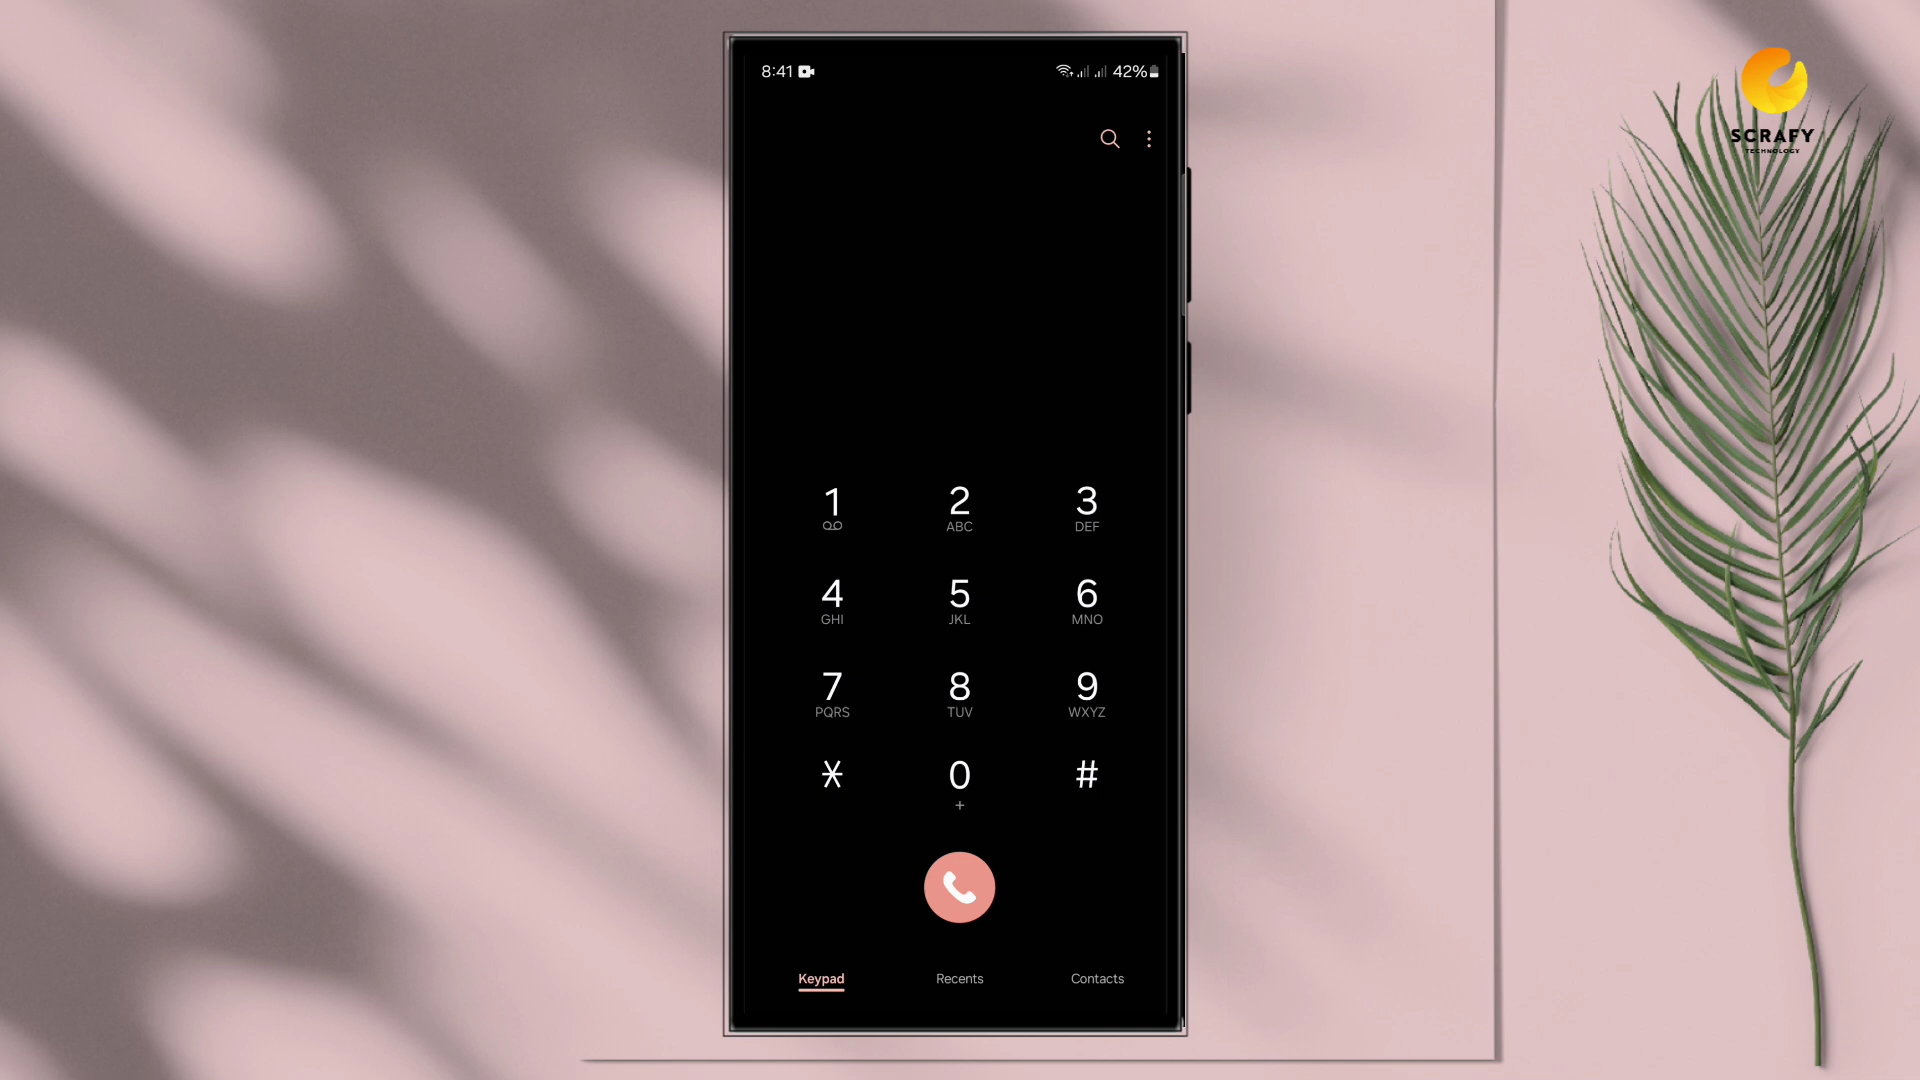 8:41
42%
SCRAFY
TECHNOLOGY
1
2
ABC
3
DEF
4
GHI
5
JKL
6
MNO
7
PQRS
8
TUV
9
WXYZ
*
0
+
#
Keypad
Recents
Contacts